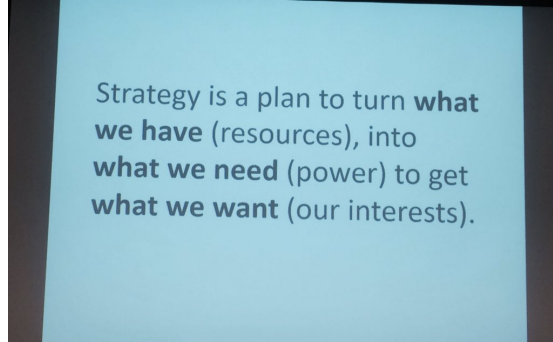 Strategy is a plan to turn what
we have (resources), into
what we need (power) to get
what we want (our interests).